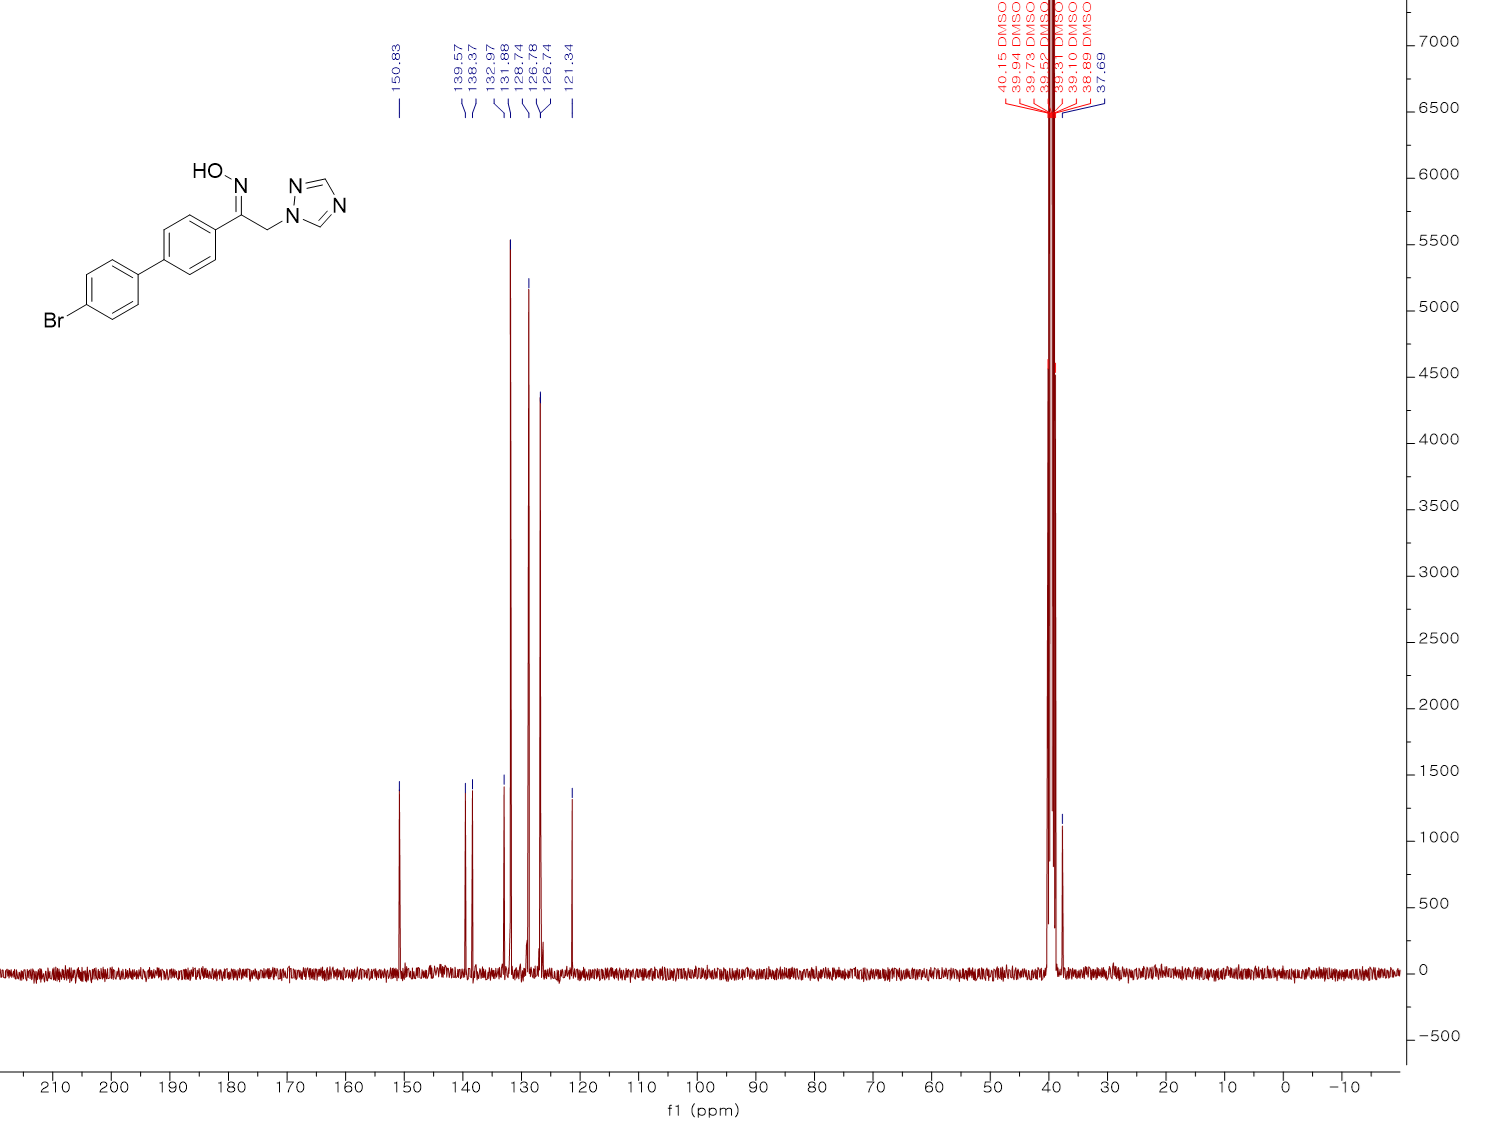 150.83
139.57
138.37
132.97
131.88
128.74
126.78
126.74
121.34
40.15 DMSO
39.94 DMSO
39.73 DMSO
39.52 DMSO
39.31 DMSO
39.10 DMSO
38.89 DMSO
37.69
HO
N
N
N
N
Br
7000
6500
6000
5500
5000
4500
4000
3500
3000
2500
2000
1500
1000
500
0
-500
210 200 190 180 170 160 150 140 130 120 110 100 90 80 70 60 50 40 30 20 10 0 -10
f1 (ppm)